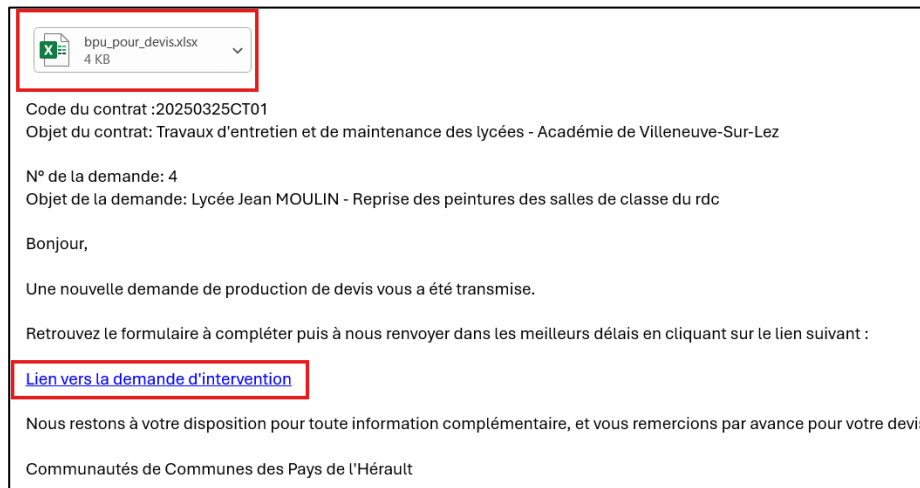 bpu_pour_devis.xlsx
4 KB
Code du contrat :20250325CT01
Objet du contrat: Travaux d'entretien et de maintenance des lycées - Académie de Villeneuve-Sur-Lez
N° de la demande: 4
Objet de la demande: Lycée Jean MOULIN - Reprise des peintures des salles de classe du rdc
Bonjour,
Une nouvelle demande de production de devis vous a été transmise.
Retrouvez le formulaire à compléter puis à nous renvoyer dans les meilleurs délais en cliquant sur le lien suivant :
Lien vers la demande d'intervention
Nous restons à votre disposition pour toute information complémentaire, et vous remercions par avance pour votre devis
Communautés de Communes des Pays de l'Hérault